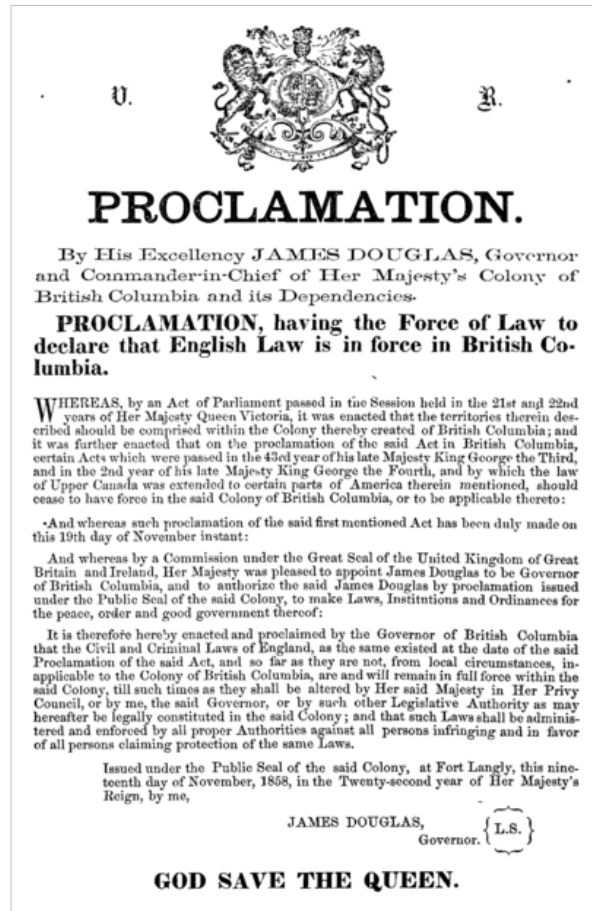 V. R.
PROCLAMATION.
By His Excellency JAMES DOUGLAS, Governor
and Commander-in-Chief of Her Majesty's Colony of
British Columbia and its Dependencies.
PROCLAMATION, having the Force of Law to
declare that English Law is in force in British Co-
lumbia.
WHEREAS, by an Act of Parliament passed in the Session held in the 21st and 22nd
years of Her Majesty Queen Victoria, it was enacted that the territories therein des-
cribed should be comprised within the Colony thereby created of British Columbia; and
it was further enacted that on the proclamation of the said Act in British Columbia,
certain Acts which were passed in the 43rd year of his late Majesty King George the Third,
and in the 2nd year of his late Majesty King George the Fourth, and by which the law
of Upper Canada was extended to certain parts of America therein mentioned, should
cease to have force in the said Colony of British Columbia, or to be applicable thereto:
And whereas such proclamation of the said first mentioned Act has been duly made on
this 19th day of November instant:
And whereas by a Commission under the Great Seal of the United Kingdom of Great
Britain and Ireland, Her Majesty was pleased to appoint James Douglas to be Governor
of British Columbia, and to authorize the said James Douglas by proclamation issued
under the Public Seal of the said Colony, to make Laws, Institutions and Ordinances for
the peace, order and good government thereof:
It is therefore hereby enacted and proclaimed by the Governor of British Columbia
that the Civil and Criminal Laws of England, as the same existed at the date of the said
Proclamation of the said Act, and so far as they are not, from local circumstances, in-
applicable to the Colony of British Columbia, are and will remain in full force within the
said Colony, till such times as they shall be altered by Her said Majesty in Her Privy
Council, or by me, the said Governor, or by such other Legislative Authority as may
hereafter be legally constituted in the said Colony; and that such Laws shall be adminis-
tered and enforced by all proper Authorities against all persons infringing and in favor
of all persons claiming protection of the same Laws.
Issued under the Public Seal of the said Colony, at Fort Langly, this nine-
teenth day of November, 1858, in the Twenty-second year of Her Majesty's
Reign, by me,
JAMES DOUGLAS,
Governor. {L.S.}
GOD SAVE THE QUEEN.